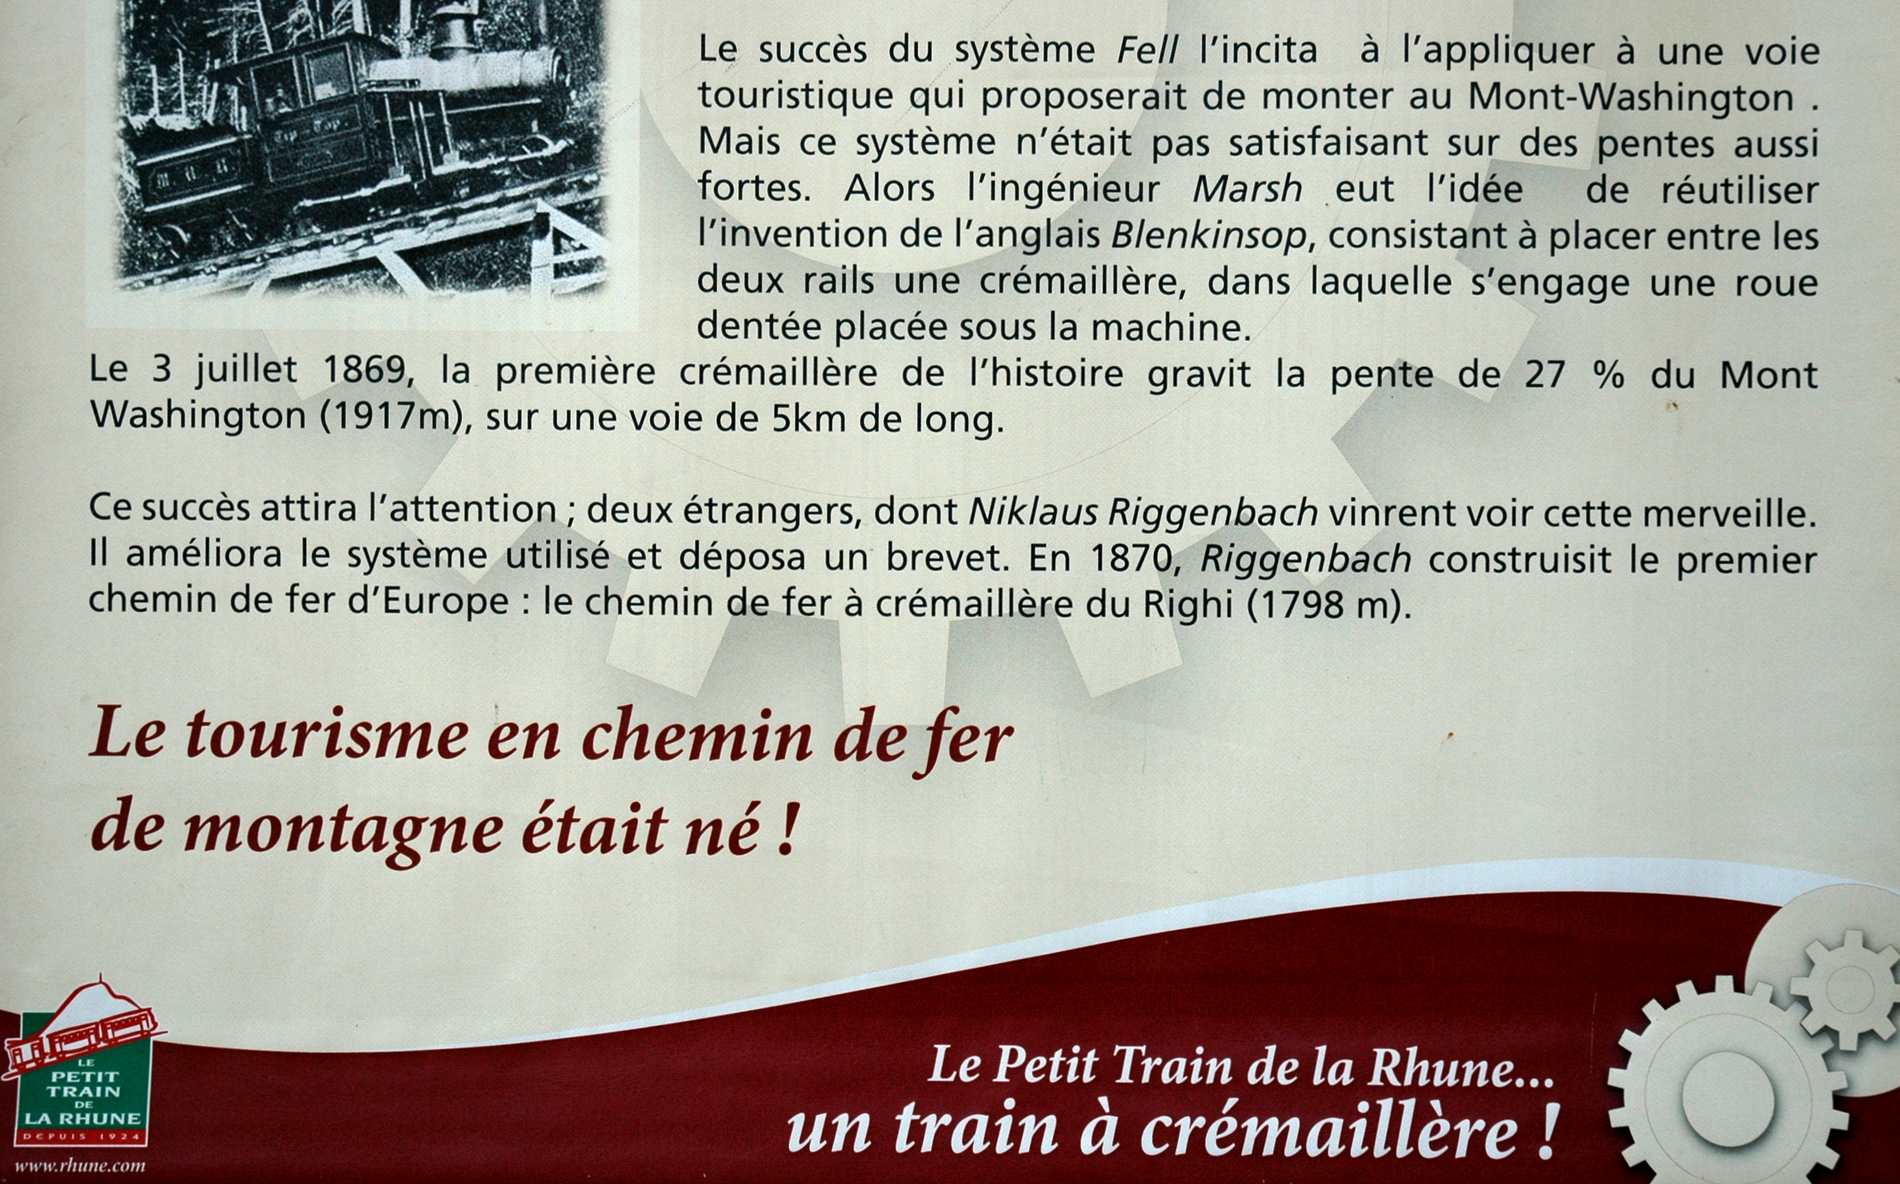 Le succès du système Fell l'incita à l'appliquer à une voie
touristique qui proposerait de monter au Mont-Washington .
Mais ce système n'était pas satisfaisant sur des pentes aussi
fortes. Alors l'ingénieur Marsh eut l'idée de réutiliser
l'invention de l'anglais Blenkinsop, consistant à placer entre les
deux rails une crémaillère, dans laquelle s'engage une roue
dentée placée sous la machine.
Le 3 juillet 1869, la première crémaillère de l'histoire gravit la pente de 27 % du Mont
Washington (1917m), sur une voie de 5km de long.
Ce succès attira l'attention ; deux étrangers, dont Niklaus Riggenbach vinrent voir cette merveille.
Il améliora le système utilisé et déposa un brevet. En 1870, Riggenbach construisit le premier
chemin de fer d'Europe : le chemin de fer à crémaillère du Righi (1798 m).
Le tourisme en chemin de fer
de montagne était né !
LE
PETIT
TRAIN
DE
LA RHUNE
DEPUIS 1924
www.rhune.com
Le Petit Train de la Rhune...
un train à crémaillère !